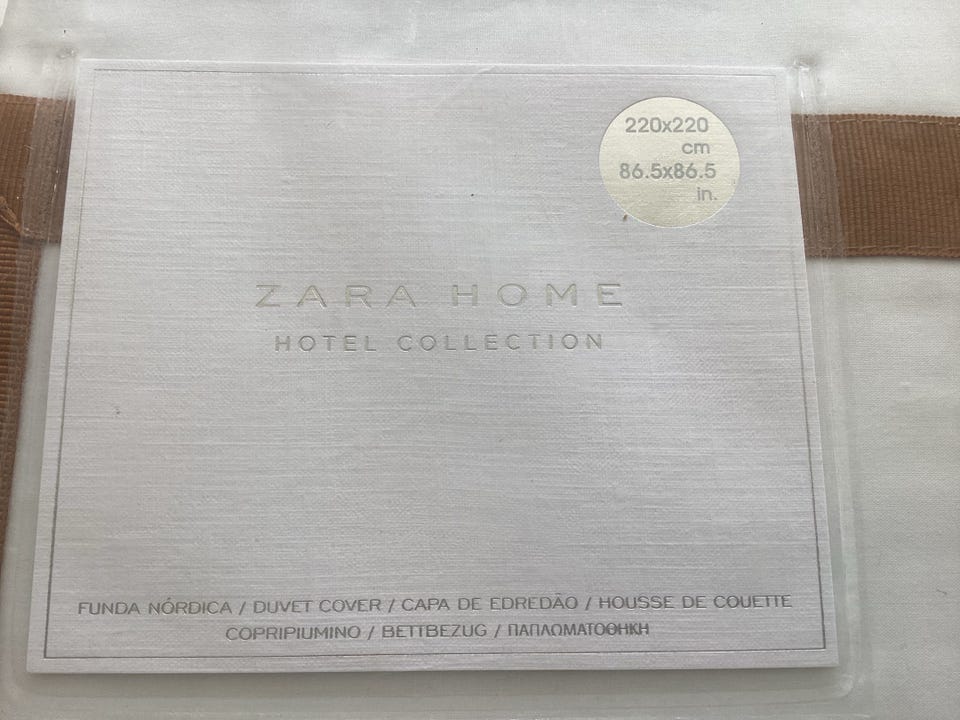 220x220
cm
86.5x86.5
in.
ZARA HOME
HOTEL COLLECTION
FUNDA NÓRDICA / DUVET COVER / CAPA DE EDREDÃO / HOUSSE DE COUETTE
COPRIPIUMINO / BETTBEZUG / ΠΑΠΛΩΜΑΤΟΘΗΚΗ